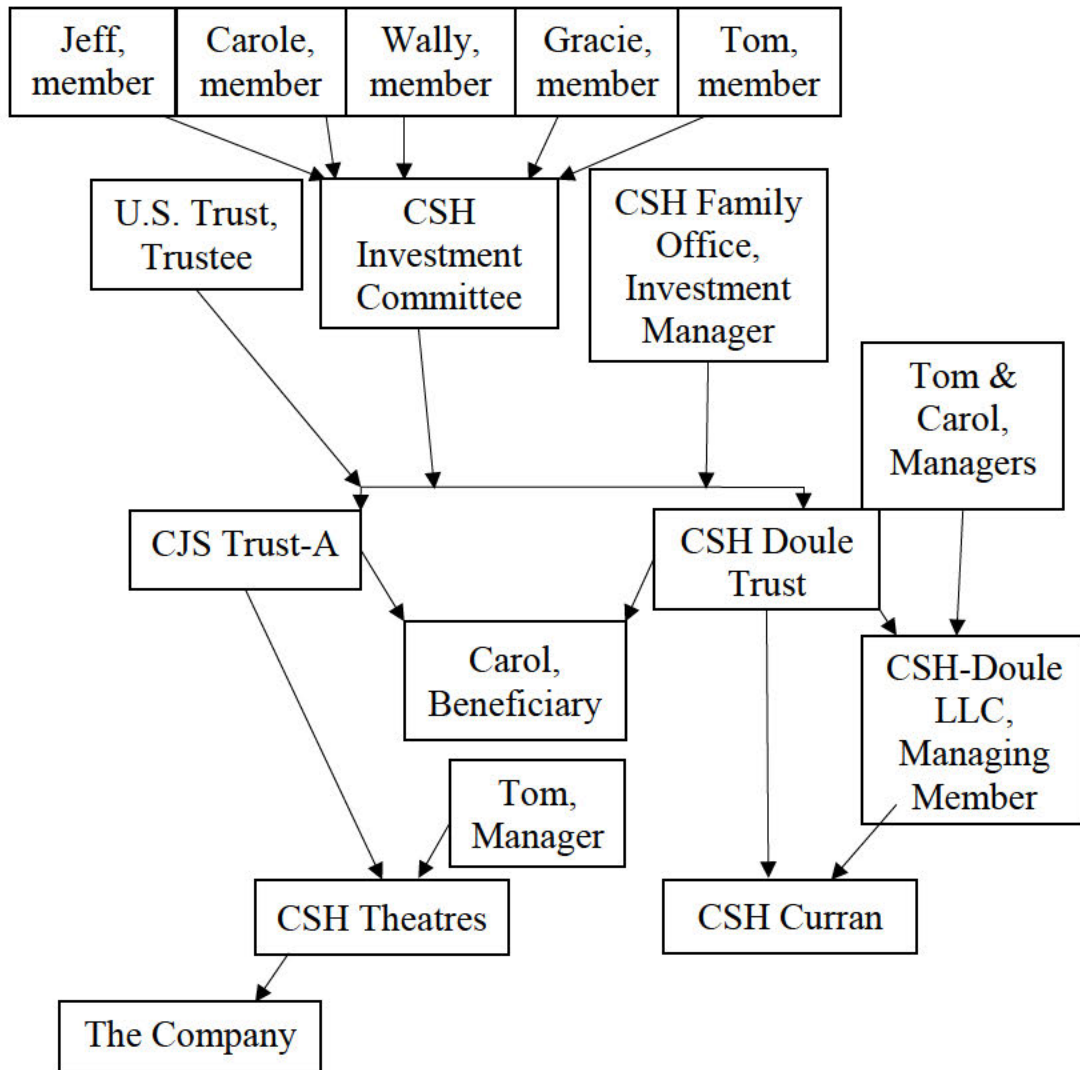 Jeff,
member
Carole,
member
Wally,
member
Gracie,
member
Tom,
member
U.S. Trust,
Trustee
CSH
Investment
Committee
CSH Family
Office,
Investment
Manager
Tom &
Carol,
Managers
CJS Trust-A
CSH Doule
Trust
Carol,
Beneficiary
CSH-Doule
LLC,
Managing
Member
Tom,
Manager
CSH Theatres
CSH Curran
The Company